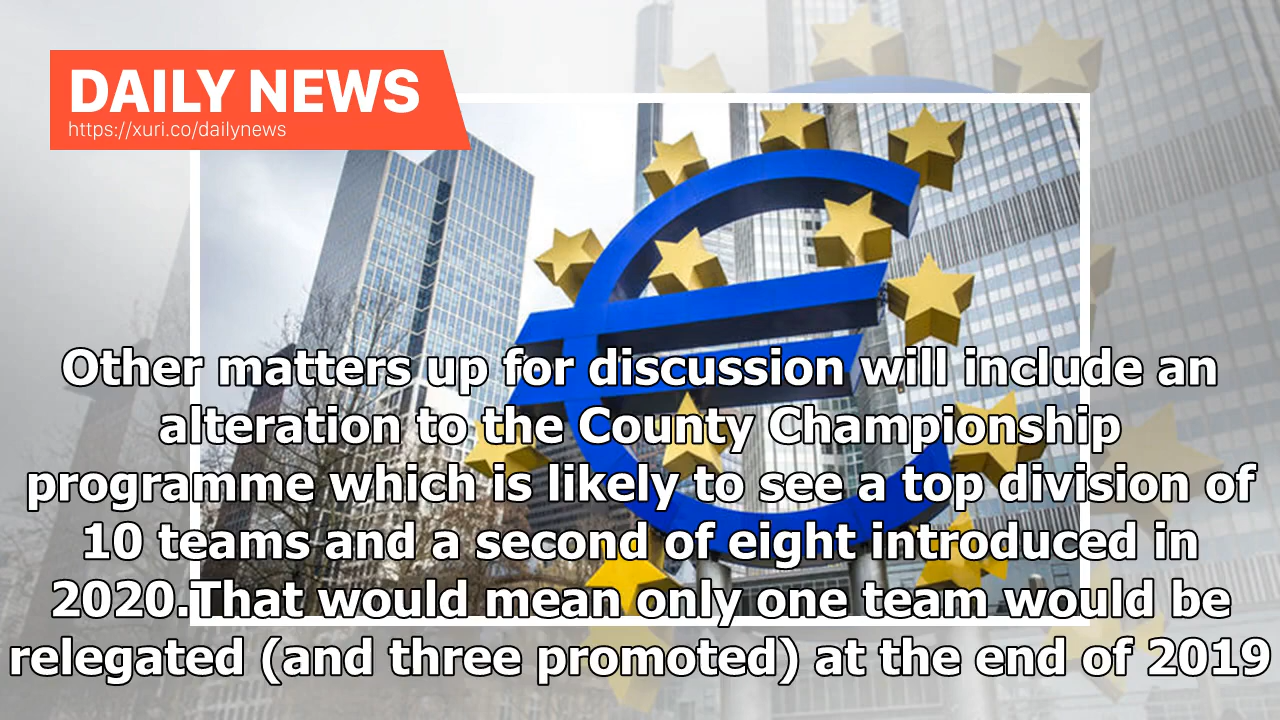 DAILY NEWS
https://xuri.co/dailynews
Other matters up for discussion will include an
alteration to the County Championship
programme which is likely to see a top division of
10 teams and a second of eight introduced in
2020.That would mean only one team would be
relegated (and three promoted) at the end of 2019